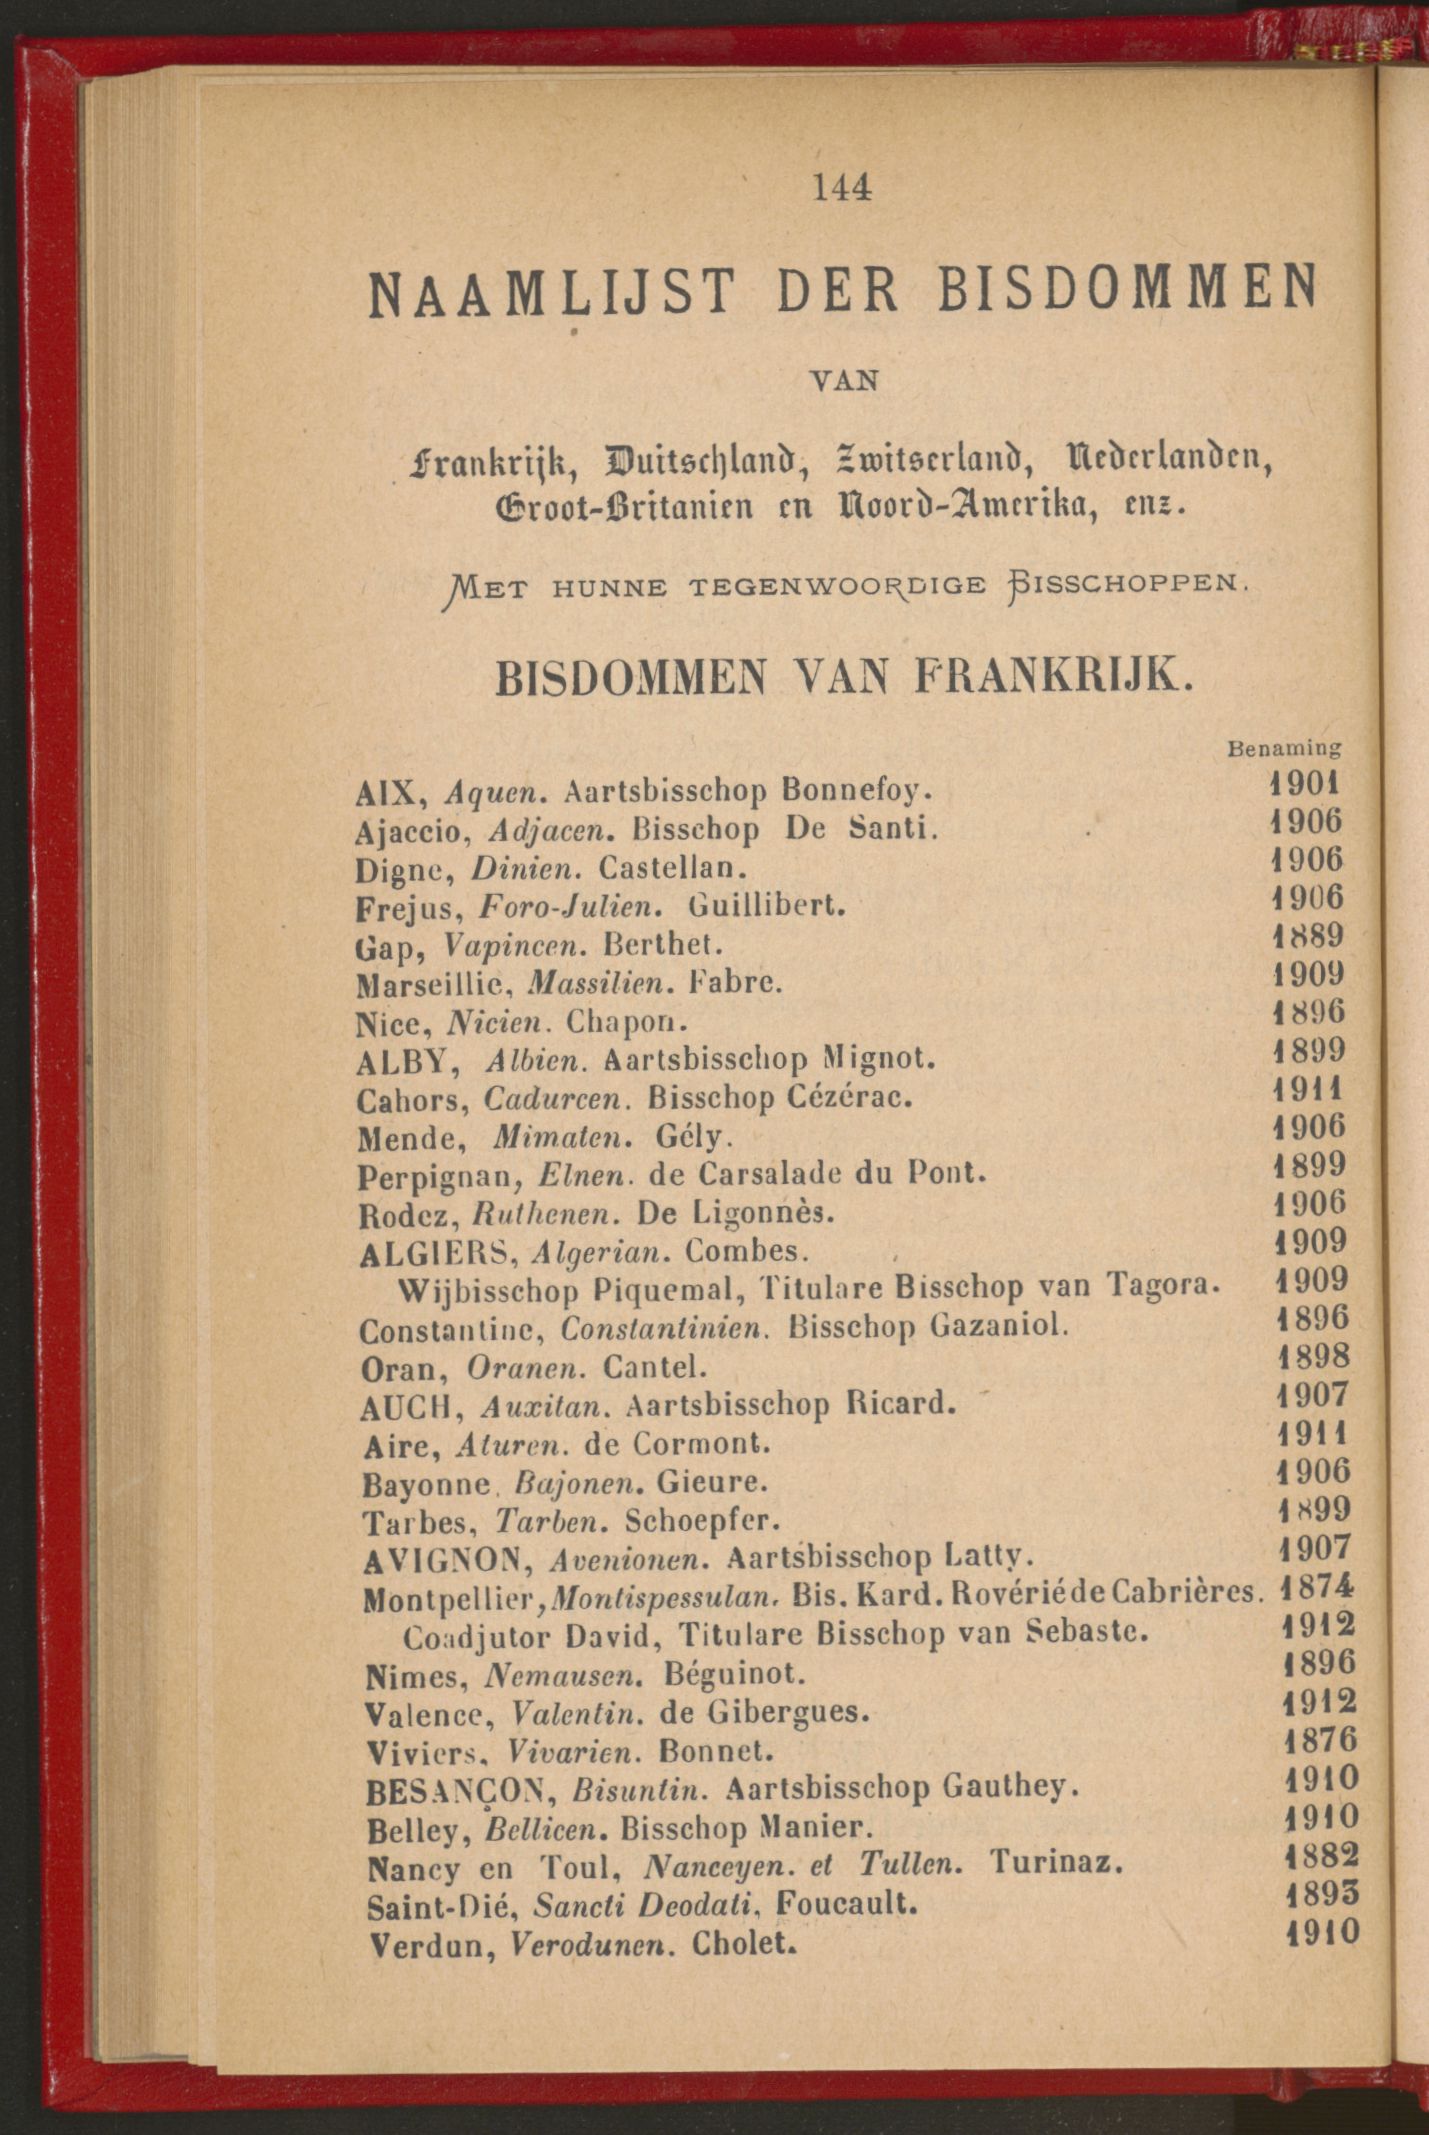 144
NAAMLIJST DER BISDOMMEN
VAN
Frankrijk, Duitschland, Zwitserland, Nederlanden,
Groot-Britanien en Noord-Amerika, enz.
MET HUNNE TEGENWOORDIGE BISSCHOPPEN.
BISDOMMEN VAN FRANKRIJK.
Benaming
AIX, Aquen. Aartsbisschop Bonnefoy. 1901
Ajaccio, Adjacen. Bisschop De Santi. 1906
Digne, Dinien. Castellan. 1906
Frejus, Foro-Julien. Guillibert. 1906
Gap, Vapincen. Berthet. 1889
Marseillie, Massilien. Fabre. 1909
Nice, Nicien. Chapon. 1896
ALBY, Albien. Aartsbisschop Mignot. 1899
Cahors, Cadurcen. Bisschop Cézérac. 1911
Mende, Mimaten. Gély. 1906
Perpignan, Elnen. de Carsalade du Pont. 1899
Rodez, Ruthenen. De Ligonnès. 1906
ALGIERS, Algerian. Combes. 1909
Wijbisschop Piquemal, Titulare Bisschop van Tagora. 1909
Constantine, Constantinien. Bisschop Gazaniol. 1896
Oran, Oranen. Cantel. 1898
AUCH, Auxitan. Aartsbisschop Ricard. 1907
Aire, Aturen. de Cormont. 1911
Bayonne, Bajonen. Gieure. 1906
Tarbes, Tarben. Schoepfer. 1899
AVIGNON, Avenionen. Aartsbisschop Latty. 1907
Montpellier, Montispessulan. Bis. Kard. Rovérié de Cabrières. 1874
Coadjutor David, Titulare Bisschop van Sebaste. 1912
Nimes, Nemausen. Béguinot. 1896
Valence, Valentin. de Gibergues. 1912
Viviers, Vivarien. Bonnet. 1876
BESANÇON, Bisuntin. Aartsbisschop Gauthey. 1910
Belley, Bellicen. Bisschop Manier. 1910
Nancy en Toul, Nanceyen. et Tullen. Turinaz. 1882
Saint-Dié, Sancti Deodati, Foucault. 1893
Verdun, Verodunen. Cholet. 1910